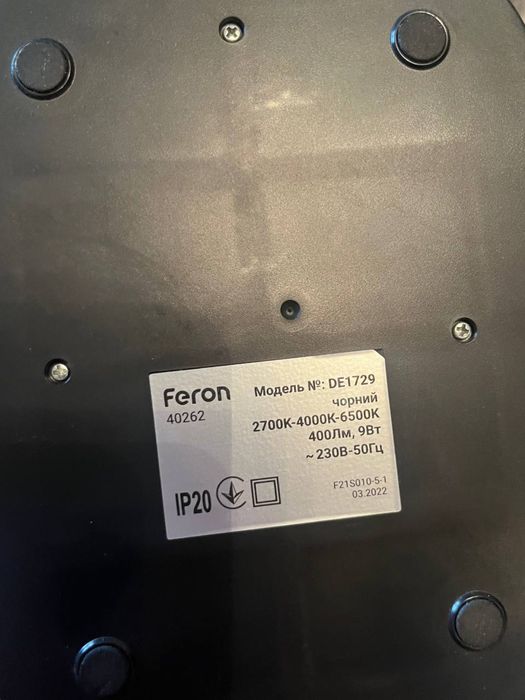 Feron
40262
Модель №: DE1729
чорний
2700K-4000K-6500K
400Лм, 9Вт
~ 230В-50Гц
IP20
F21S010-5-1
03.2022